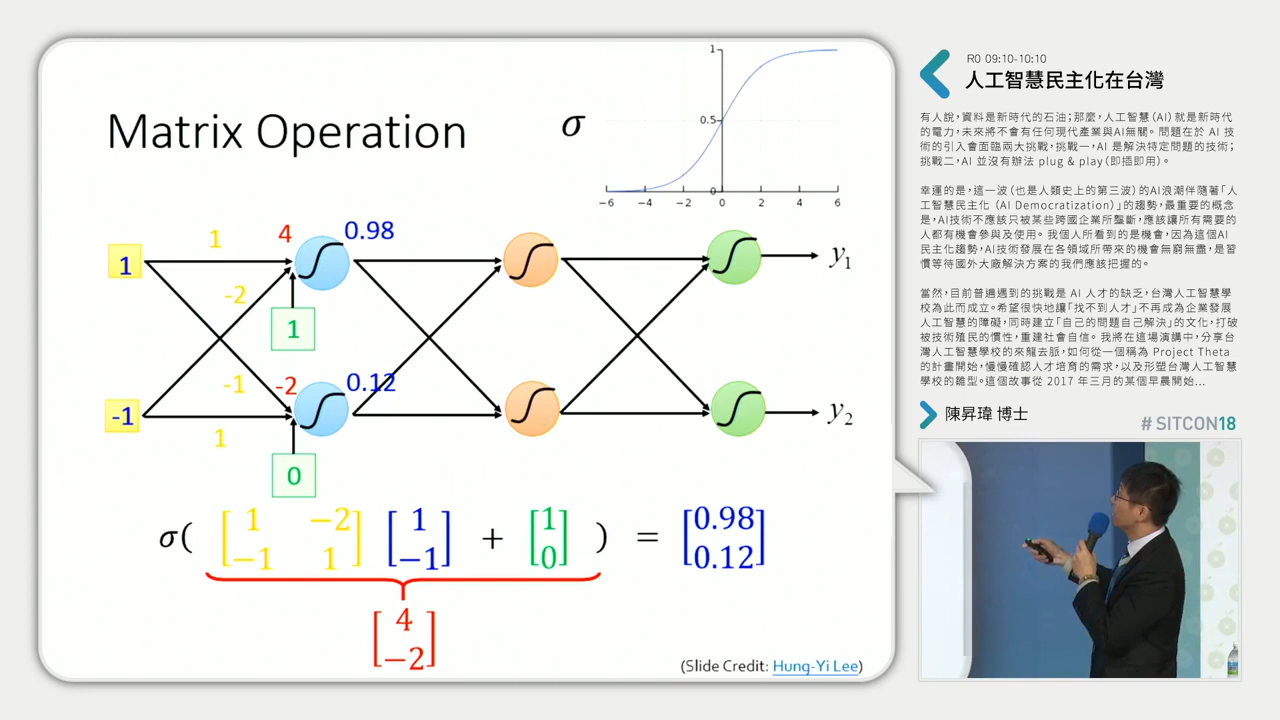 Matrix Operation
σ
1
0.5
0
−6 −4 −2 0 2 4 6
1 1 4 0.98 y₁
-2
1
-1 -2 0.12
-1 1 y₂
0
σ( [1 −2 −1 1] [1 −1] + [1 0] ) = [0.98 0.12]
[4 −2]
(Slide Credit: Hung-Yi Lee)
R0 09:10-10:10
人工智慧民主化在台灣
有人說，資料是新時代的石油；那麼，人工智慧 (AI) 就是新時代
的電力，未來將不會有任何現代產業與AI無關。問題在於 AI 技
術的引入會面臨兩大挑戰，挑戰一，AI 是解決特定問題的技術；
挑戰二，AI 並沒有辦法 plug & play (即插即用)。
幸運的是，這一波 (也是人類史上的第三波) 的AI浪潮伴隨著「人
工智慧民主化 (AI Democratization)」的趨勢，最重要的概念
是，AI技術不應該只被某些跨國企業所壟斷，應該讓所有需要的
人都有機會參與及使用。我個人所看到的是機會，因為這個AI
民主化趨勢，AI技術發展在各領域所帶來的機會無窮無盡，是習
慣等待國外大廠解決方案的我們應該把握的。
當然，目前普遍遇到的挑戰是 AI 人才的缺乏，台灣人工智慧學
校為此而成立。希望很快地讓「找不到人才」不再成為企業發展
人工智慧的障礙，同時建立「自己的問題自己解決」的文化，打破
被技術殖民的慣性，重建社會自信。我將在這場演講中，分享台
灣人工智慧學校的來龍去脈，如何從一個稱為 Project Theta
的計畫開始，慢慢確認人才培育的需求，以及形塑台灣人工智慧
學校的雛型。這個故事從 2017 年三月的某個早晨開始...
陳昇瑋 博士
# SITCON18